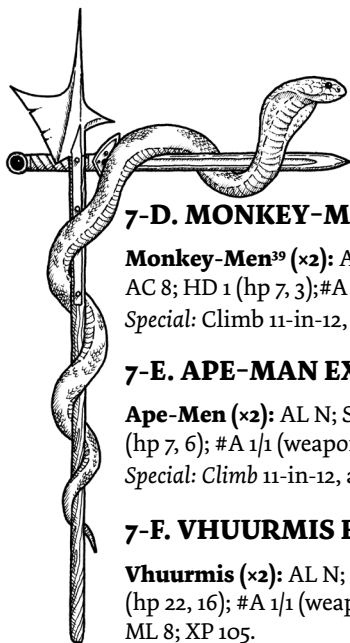 7-D. MONKEY-M
Monkey-Men³⁹ (×2): A
AC 8; HD 1 (hp 7, 3);#A
Special: Climb 11-in-12,
7-E. APE-MAN EX
Ape-Men (×2): AL N; S
(hp 7, 6); #A 1/1 (weapo
Special: Climb 11-in-12, a
7-F. VHUURMIS E
Vhuurmis (×2): AL N;
(hp 22, 16); #A 1/1 (weap
ML 8; XP 105.